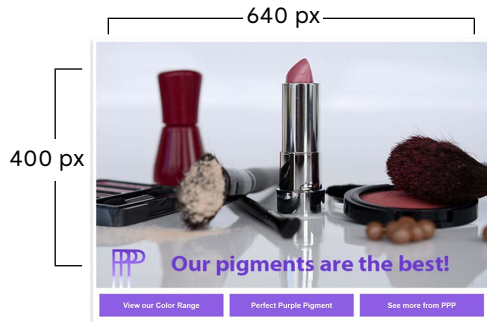 640 px
400 px
PPP
Our pigments are the best!
View our Color Range
Perfect Purple Pigment
See more from PPP